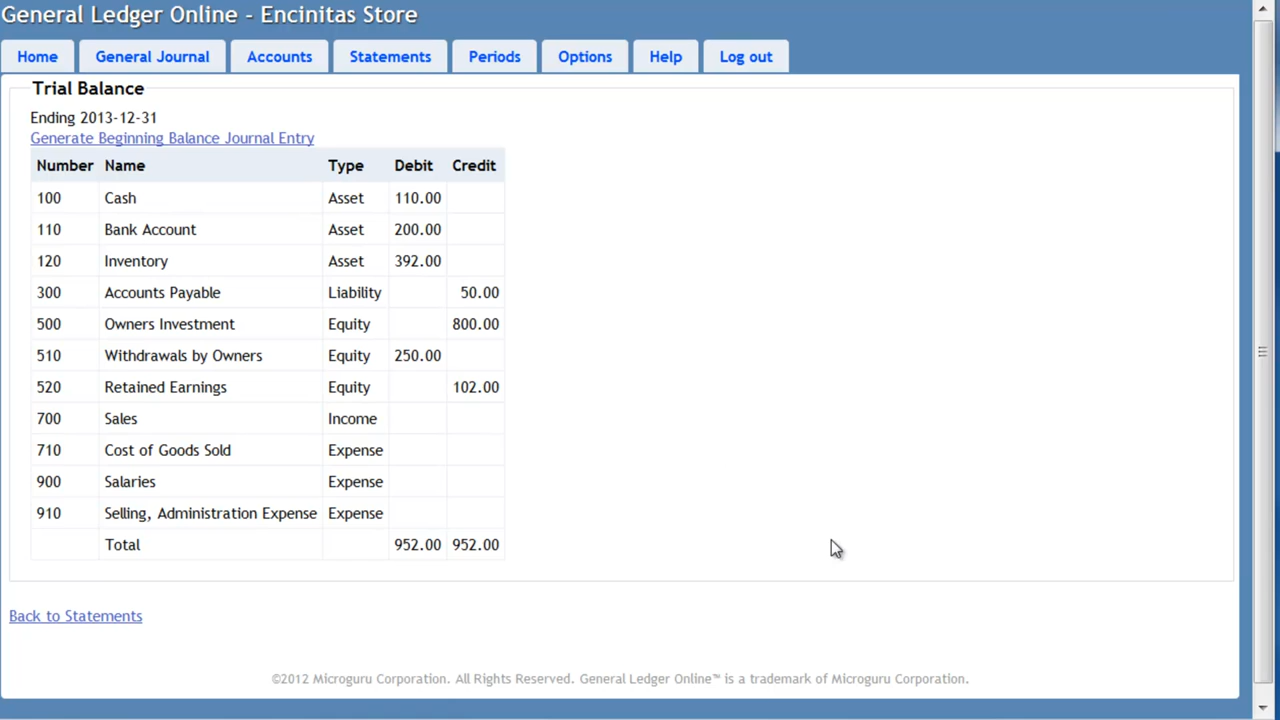 General Ledger Online - Encinitas Store
Home General Journal Accounts Statements Periods Options Help Log out
Trial Balance
Ending 2013-12-31
Generate Beginning Balance Journal Entry
Number Name Type Debit Credit
100 Cash Asset 110.00
110 Bank Account Asset 200.00
120 Inventory Asset 392.00
300 Accounts Payable Liability 50.00
500 Owners Investment Equity 800.00
510 Withdrawals by Owners Equity 250.00
520 Retained Earnings Equity 102.00
700 Sales Income
710 Cost of Goods Sold Expense
900 Salaries Expense
910 Selling, Administration Expense Expense
Total 952.00 952.00
Back to Statements
©2012 Microguru Corporation. All Rights Reserved. General Ledger Online™ is a trademark of Microguru Corporation.